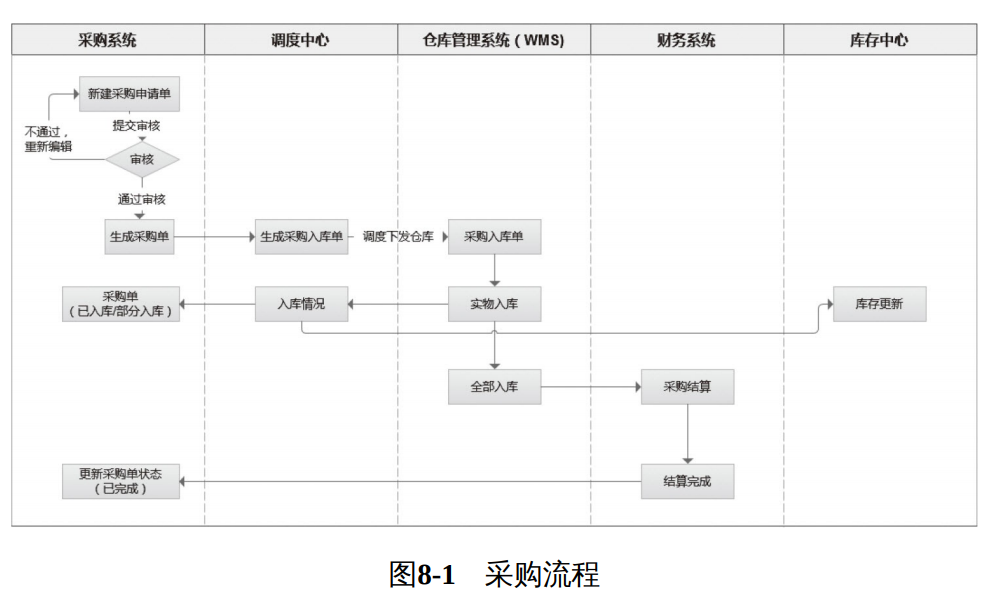 采购系统
调度中心
仓库管理系统（WMS）
财务系统
库存中心
新建采购申请单
提交审核
不通过，
重新编辑
审核
通过审核
生成采购单
生成采购入库单
调度下发仓库
采购入库单
采购单
（已入库/部分入库）
入库情况
实物入库
库存更新
全部入库
采购结算
更新采购单状态
（已完成）
结算完成
图8-1 采购流程